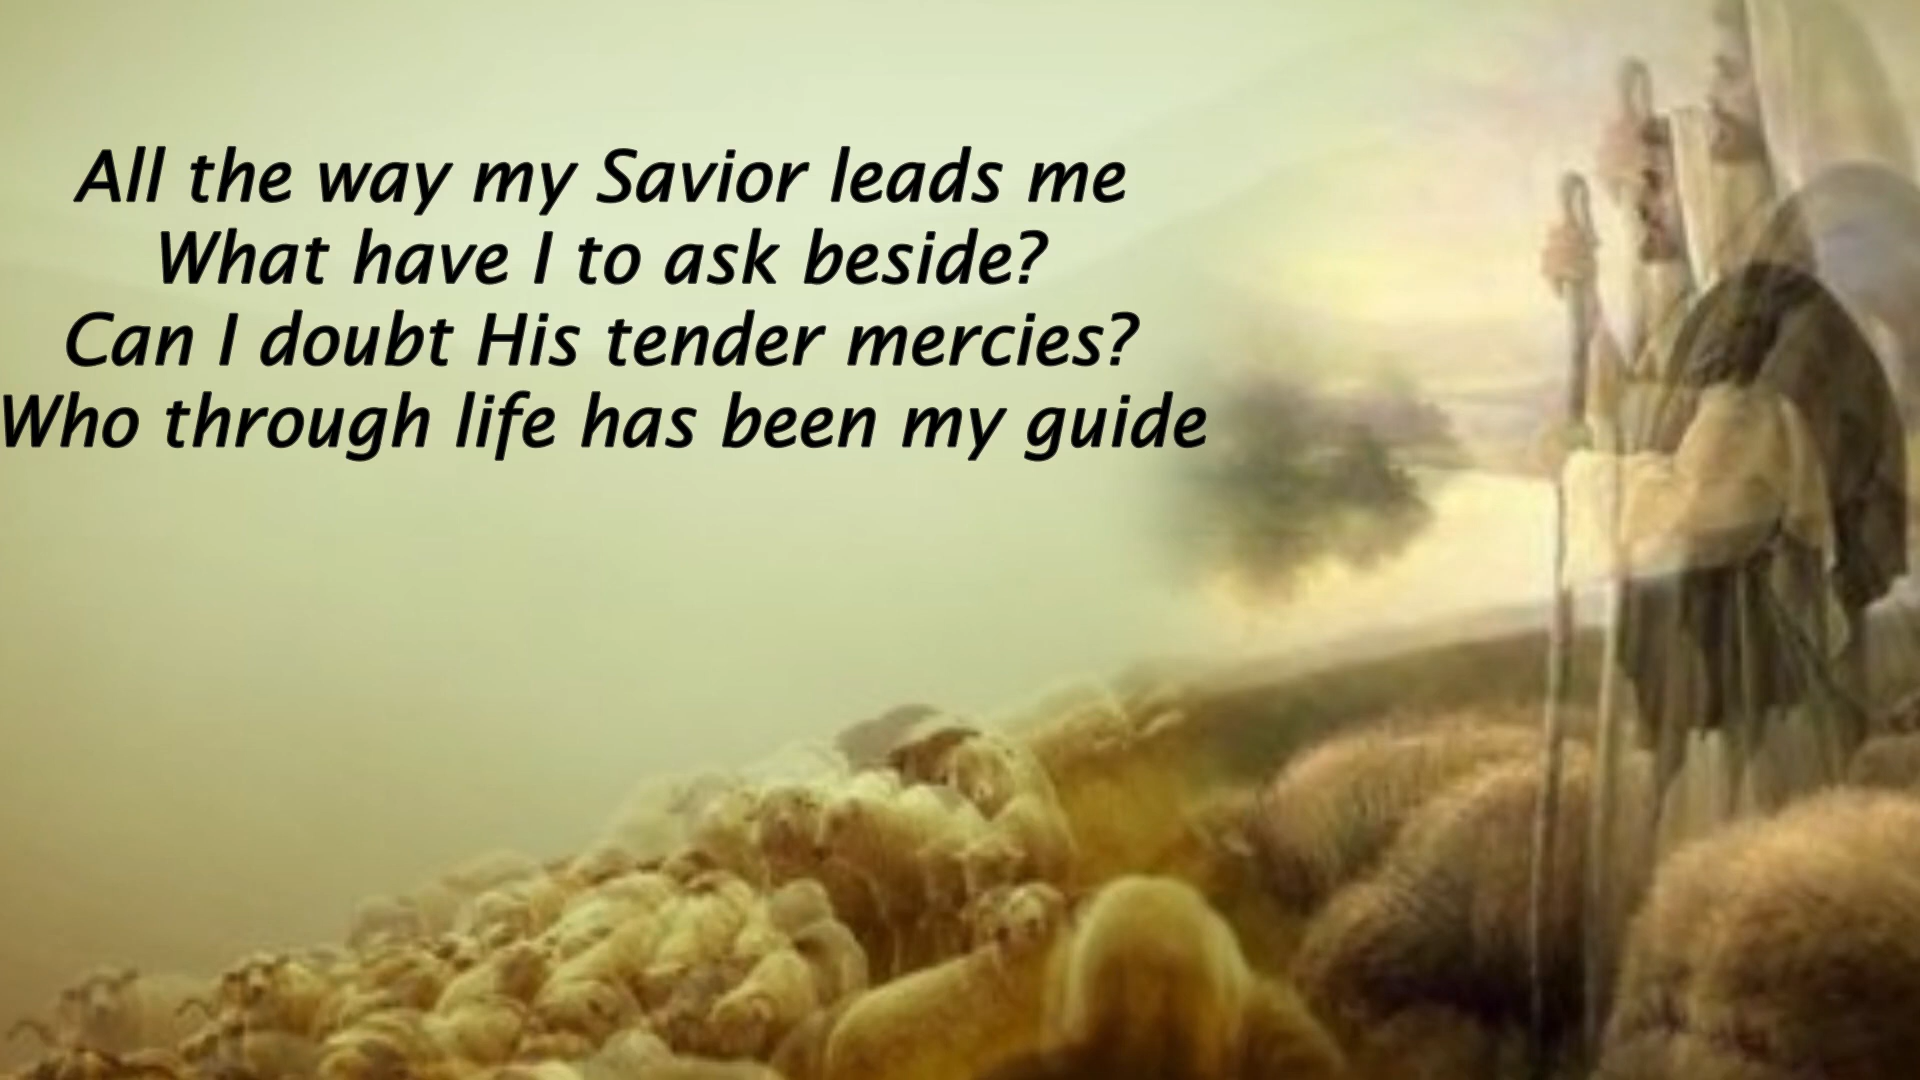 All the way my Savior leads me
What have I to ask beside?
Can I doubt His tender mercies?
Who through life has been my guide